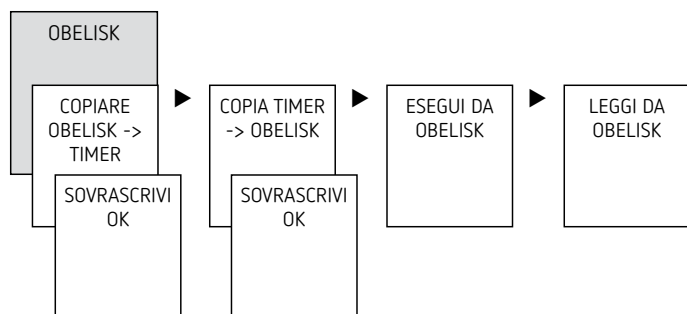 OBELISK
COPIARE
OBELISK ->
TIMER
SOVRASCRIVI
OK
COPIA TIMER
-> OBELISK
SOVRASCRIVI
OK
ESEGUI DA
OBELISK
LEGGI DA
OBELISK